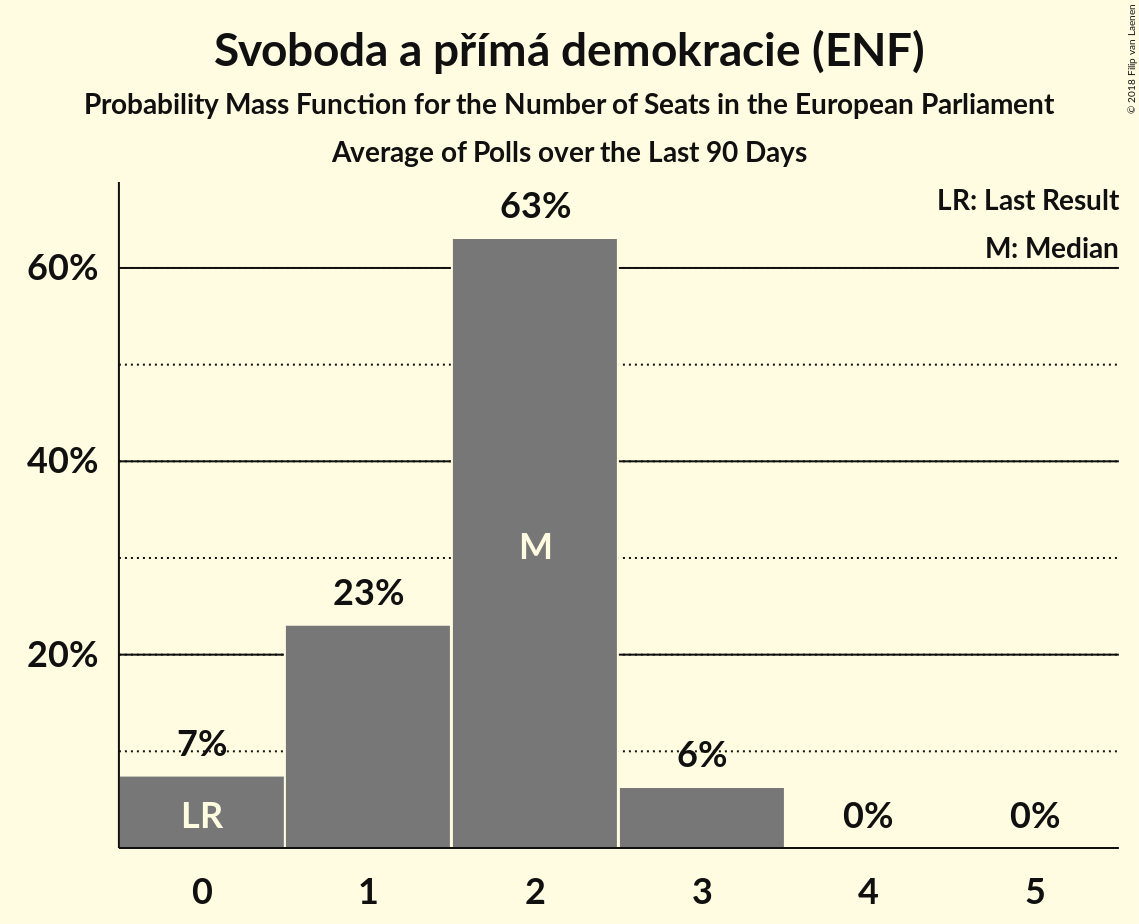 Svoboda a přímá demokracie (ENF)
Probability Mass Function for the Number of Seats in the European Parliament
Average of Polls over the Last 90 Days
© 2018 Filip van Laenen
LR: Last Result
M: Median
63%
60%
40%
M
23%
20%
7%
6%
LR
0%
0%
0
1
2
3
4
5